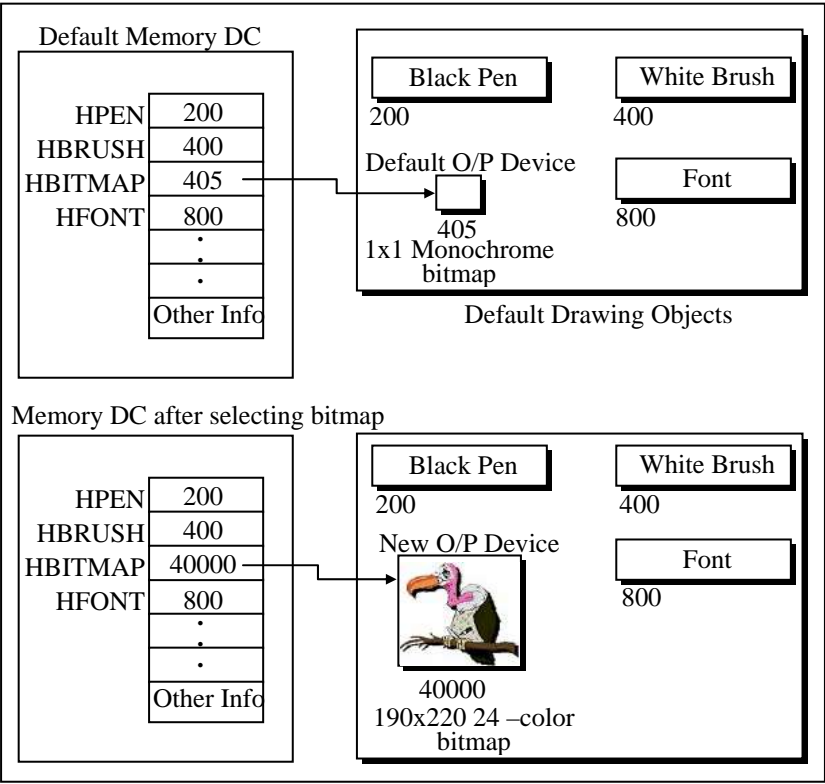 Default Memory DC
HPEN 200
HBRUSH 400
HBITMAP 405
HFONT 800
.
.
.
Other Info
Black Pen
200
White Brush
400
Default O/P Device
405
1x1 Monochrome
bitmap
Font
800
Default Drawing Objects
Memory DC after selecting bitmap
HPEN 200
HBRUSH 400
HBITMAP 40000
HFONT 800
.
.
.
Other Info
Black Pen
200
White Brush
400
New O/P Device
40000
190x220 24 –color
bitmap
Font
800